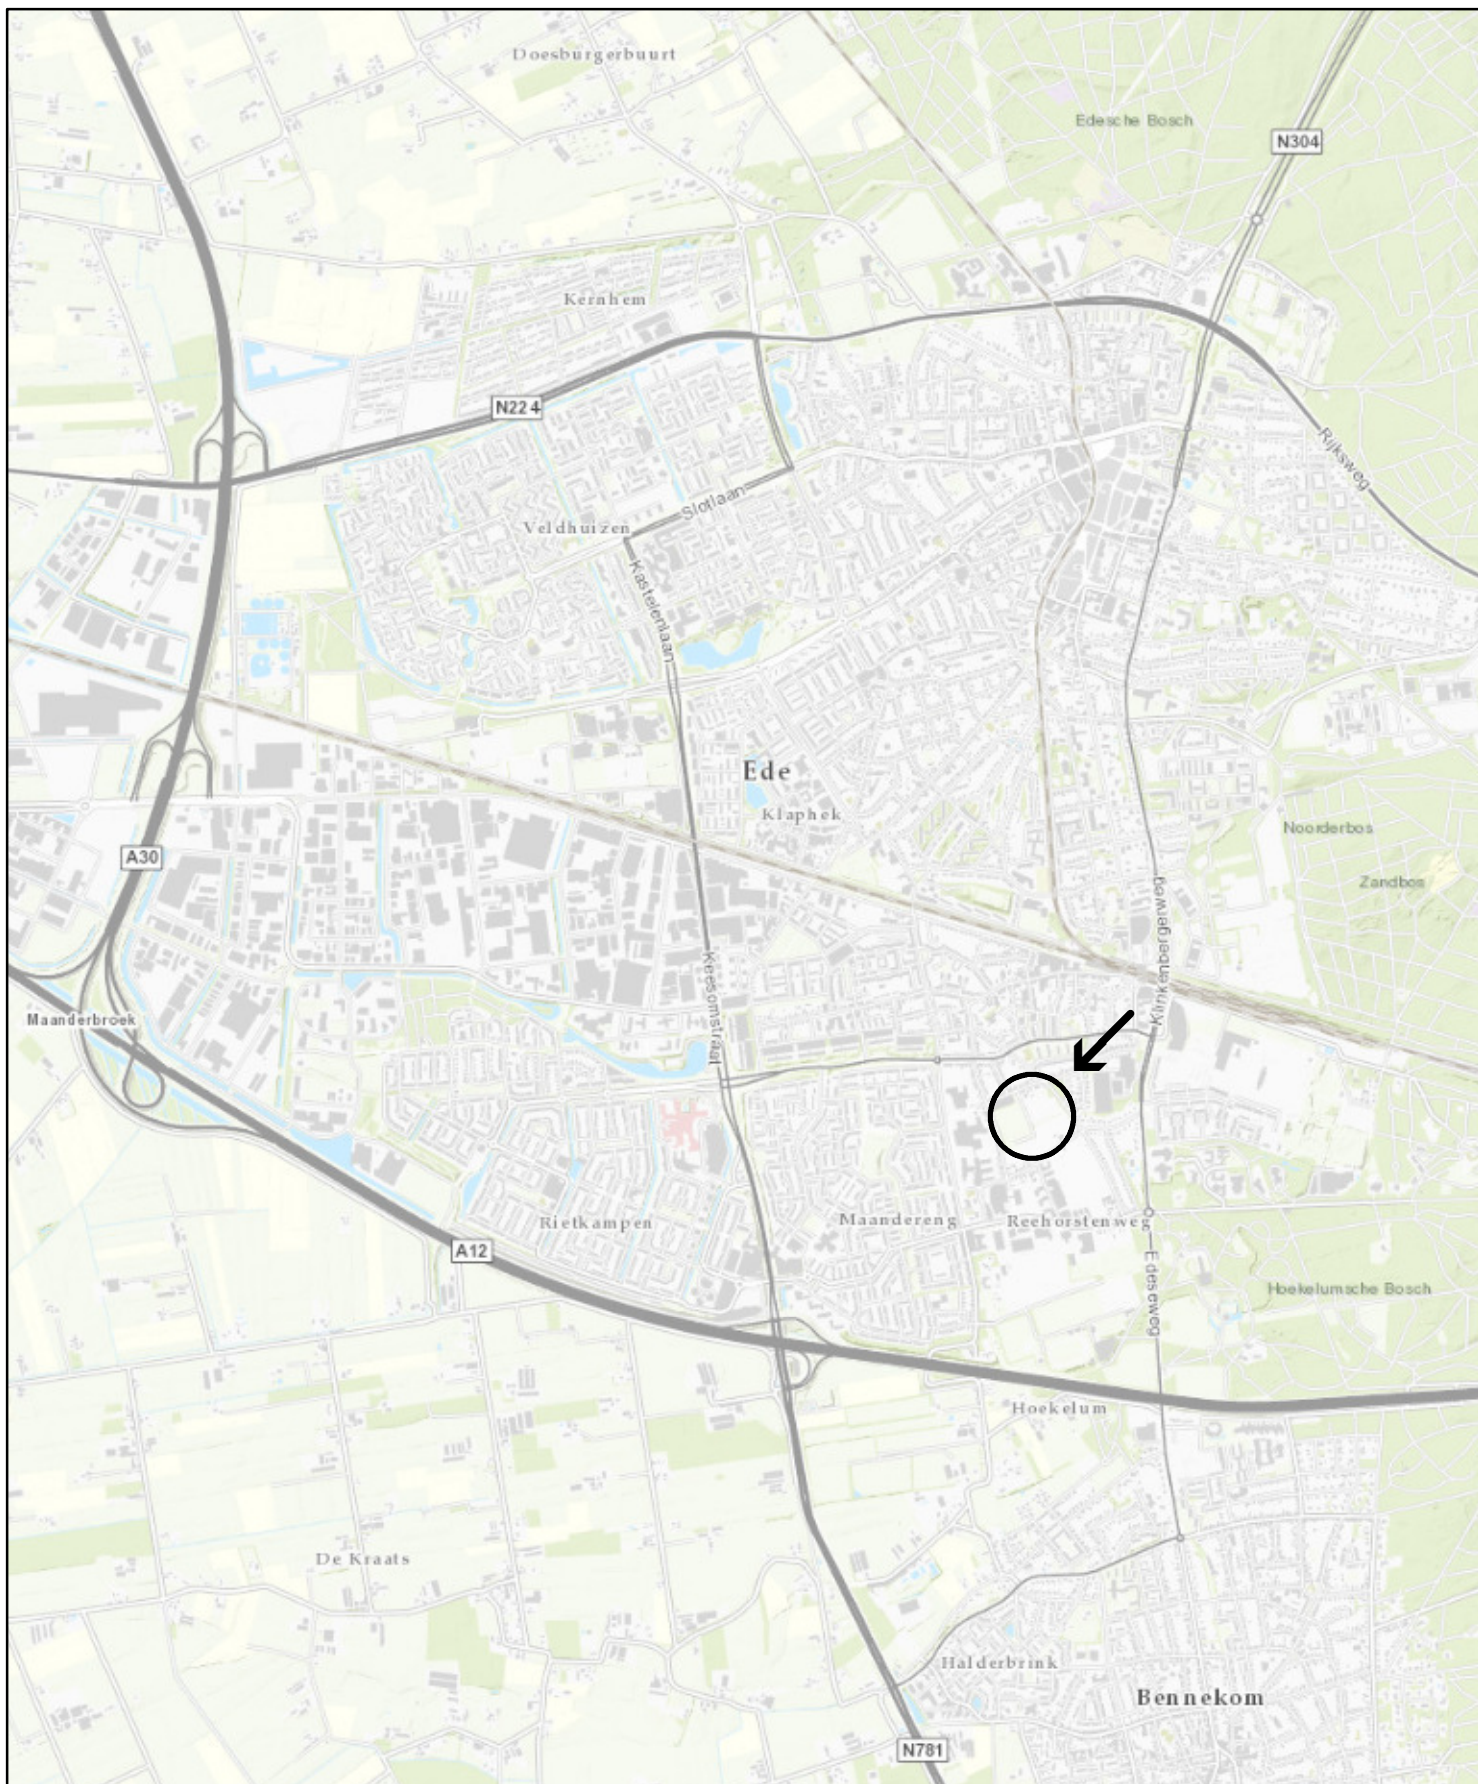 Doesburgerbuurt
Edesche Bosch
N304
Kernhem
N224
Rijksweg
Slotlaan
Veldhuizen
Kastelenlaan
Ede
Klaphek
Noorderbos
A30
Zandbos
Klinkenbergerweg
Keesomstraat
Maanderbroek
Rietkampen
Maandereng
Reehorstenweg
A12
Edeseweg
Hoekelumsche Bosch
Hoekelum
De Kraats
Halderbrink
Bennekom
N781